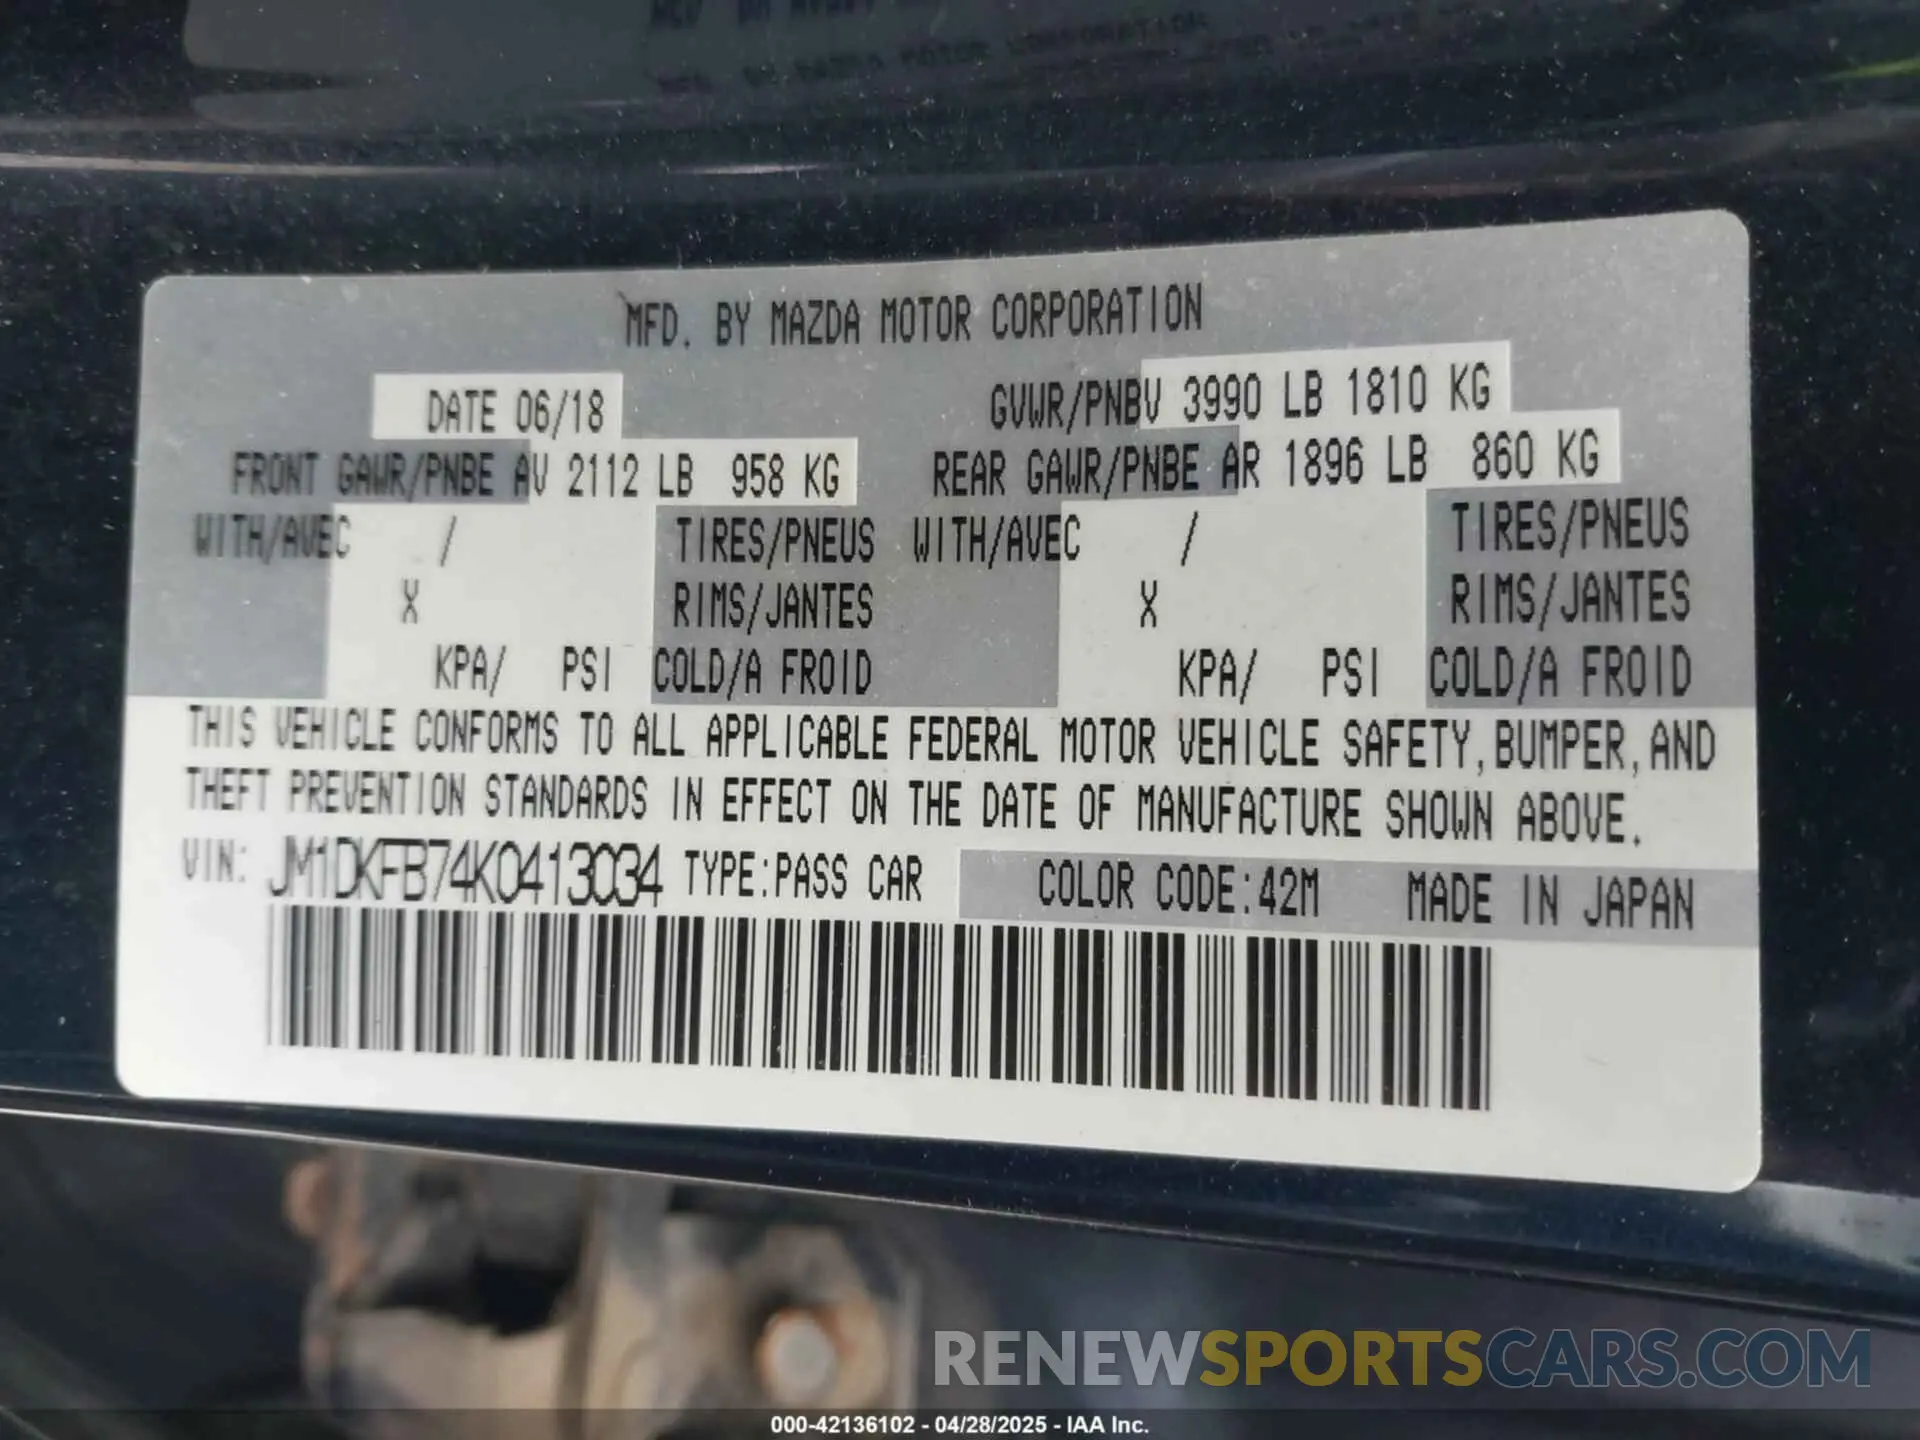 MFD. BY MAZDA MOTOR CORPORATION
DATE 06/18 GVWR/PNBV 3990 LB 1810 KG
FRONT GAWR/PNBE AV 2112 LB 958 KG REAR GAWR/PNBE AR 1896 LB 860 KG
WITH/AVEC / TIRES/PNEUS WITH/AVEC / TIRES/PNEUS
X RIMS/JANTES X RIMS/JANTES
KPA/ PSI COLD/A FROID KPA/ PSI COLD/A FROID
THIS VEHICLE CONFORMS TO ALL APPLICABLE FEDERAL MOTOR VEHICLE SAFETY, BUMPER, AND
THEFT PREVENTION STANDARDS IN EFFECT ON THE DATE OF MANUFACTURE SHOWN ABOVE.
VIN: JM1DKFB74K0413034 TYPE:PASS CAR COLOR CODE:42M MADE IN JAPAN
RENEWSPORTSCARS.COM
000-42136102 - 04/28/2025 - IAA Inc.